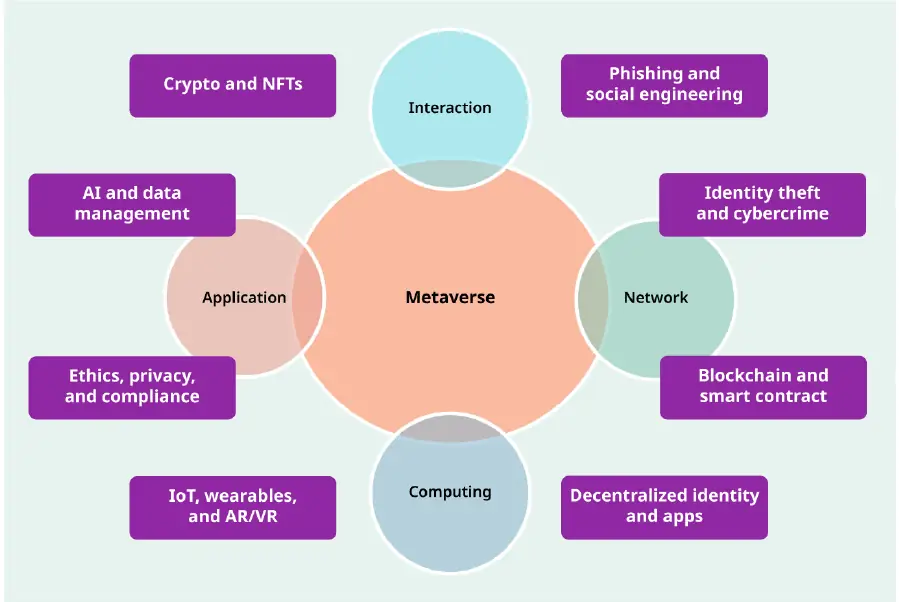 Crypto and NFTs
Interaction
Phishing and
social engineering
AI and data
management
Identity theft
and cybercrime
Application
Metaverse
Network
Ethics, privacy,
and compliance
Blockchain and
smart contract
IoT, wearables,
and AR/VR
Computing
Decentralized identity
and apps